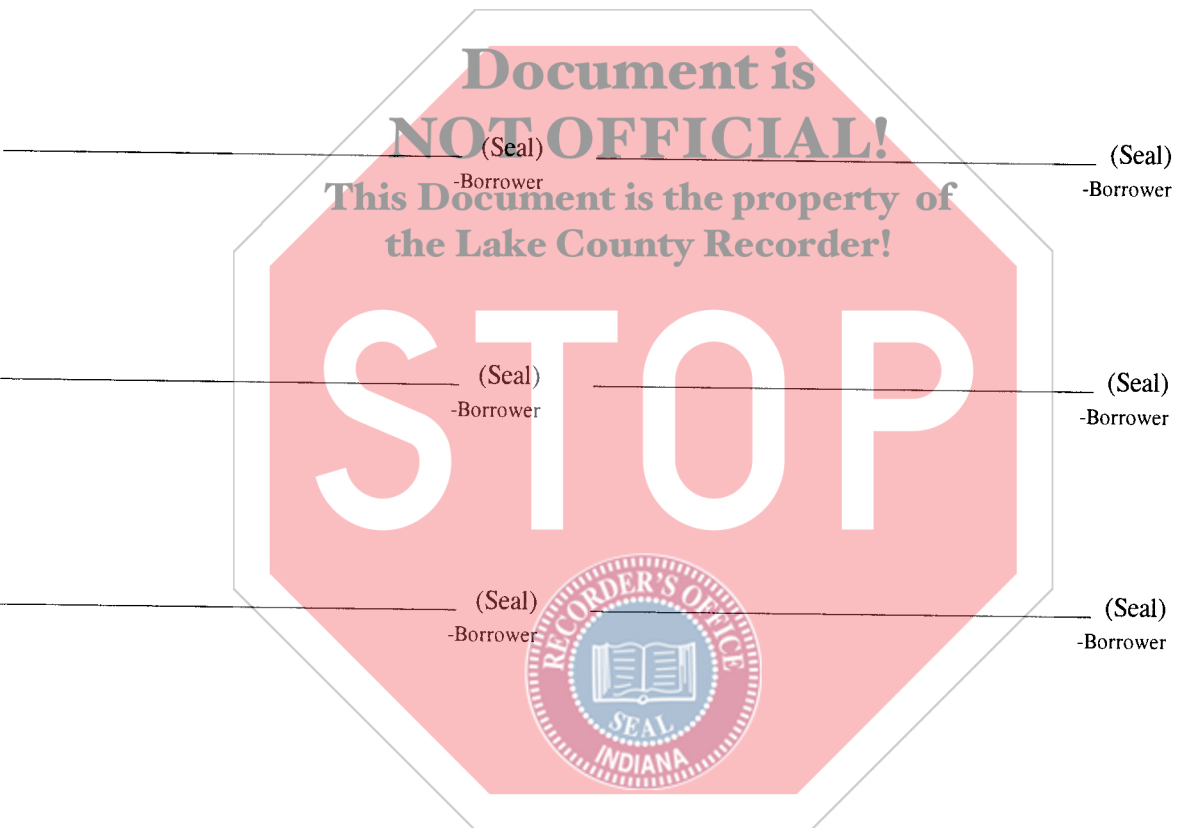 Document is
NOT OFFICIAL!
(Seal) (Seal)
-Borrower -Borrower
This Document is the property of
the Lake County Recorder!
STOP
(Seal) (Seal)
-Borrower -Borrower
(Seal) (Seal)
-Borrower -Borrower
RECORDER'S OFFICE
SEAL
INDIANA